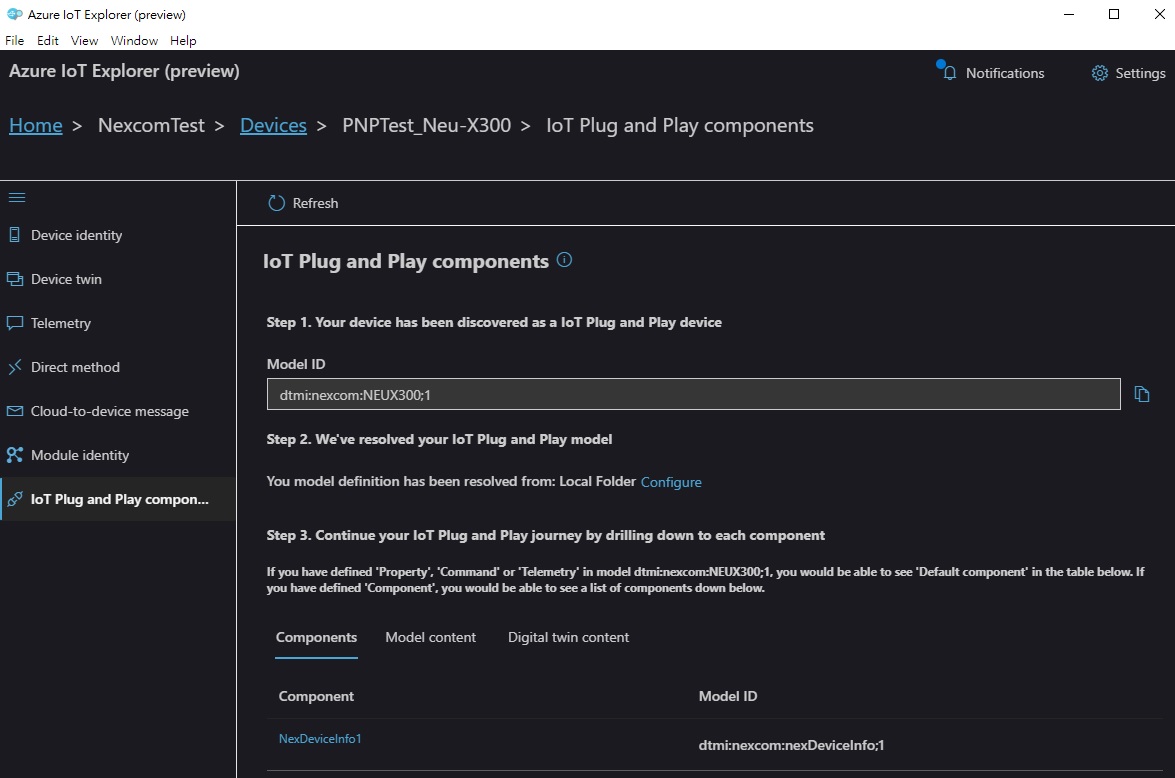 Azure IoT Explorer (preview)
File Edit View Window Help
Azure IoT Explorer (preview)
Notifications
Settings
Home > NexcomTest > Devices > PNPTest_Neu-X300 > IoT Plug and Play components
Device identity
Device twin
Telemetry
Direct method
Cloud-to-device message
Module identity
IoT Plug and Play compon...
Refresh
IoT Plug and Play components
Step 1. Your device has been discovered as a IoT Plug and Play device
Model ID
dtmi:nexcom:NEUX300;1
Step 2. We've resolved your IoT Plug and Play model
You model definition has been resolved from: Local Folder Configure
Step 3. Continue your IoT Plug and Play journey by drilling down to each component
If you have defined 'Property', 'Command' or 'Telemetry' in model dtmi:nexcom:NEUX300;1, you would be able to see 'Default component' in the table below. If
you have defined 'Component', you would be able to see a list of components down below.
Components Model content Digital twin content
Component Model ID
NexDeviceInfo1 dtmi:nexcom:nexDeviceInfo;1